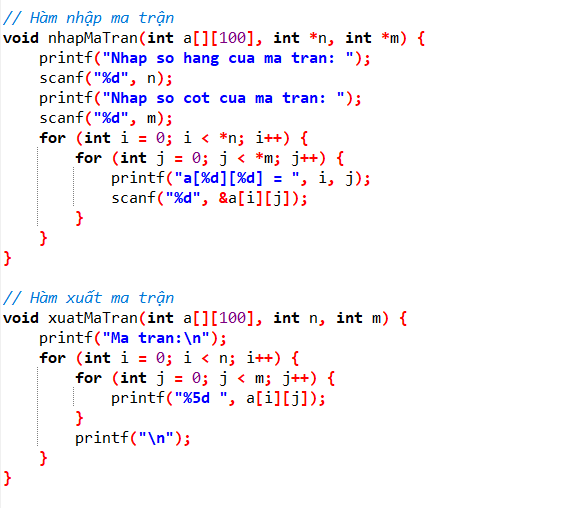 // Hàm nhập ma trận
void nhapMaTran(int a[][100], int *n, int *m) {
    printf("Nhap so hang cua ma tran: ");
    scanf("%d", n);
    printf("Nhap so cot cua ma tran: ");
    scanf("%d", m);
    for (int i = 0; i < *n; i++) {
        for (int j = 0; j < *m; j++) {
            printf("a[%d][%d] = ", i, j);
            scanf("%d", &a[i][j]);
        }
    }
}
// Hàm xuất ma trận
void xuatMaTran(int a[][100], int n, int m) {
    printf("Ma tran:\n");
    for (int i = 0; i < n; i++) {
        for (int j = 0; j < m; j++) {
            printf("%5d ", a[i][j]);
        }
        printf("\n");
    }
}